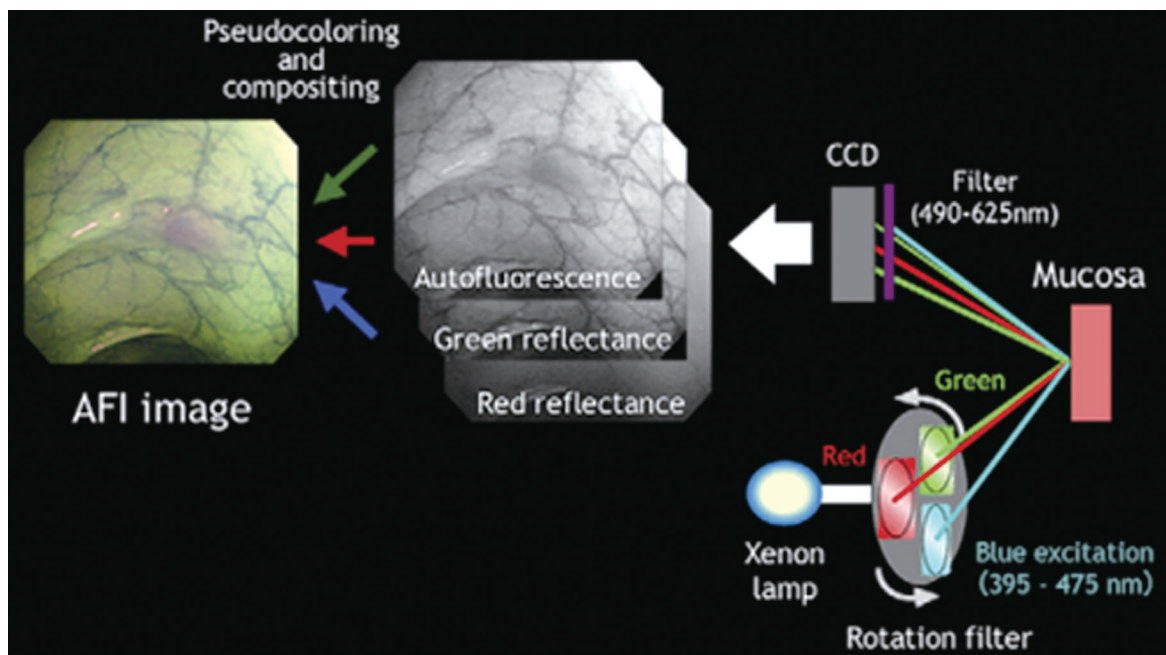 Pseudocoloring
and
compositing
AFI image
Autofluorescence
Green reflectance
Red reflectance
CCD
Filter
(490-625nm)
Mucosa
Green
Red
Xenon
lamp
Blue excitation
(395 - 475 nm)
Rotation filter